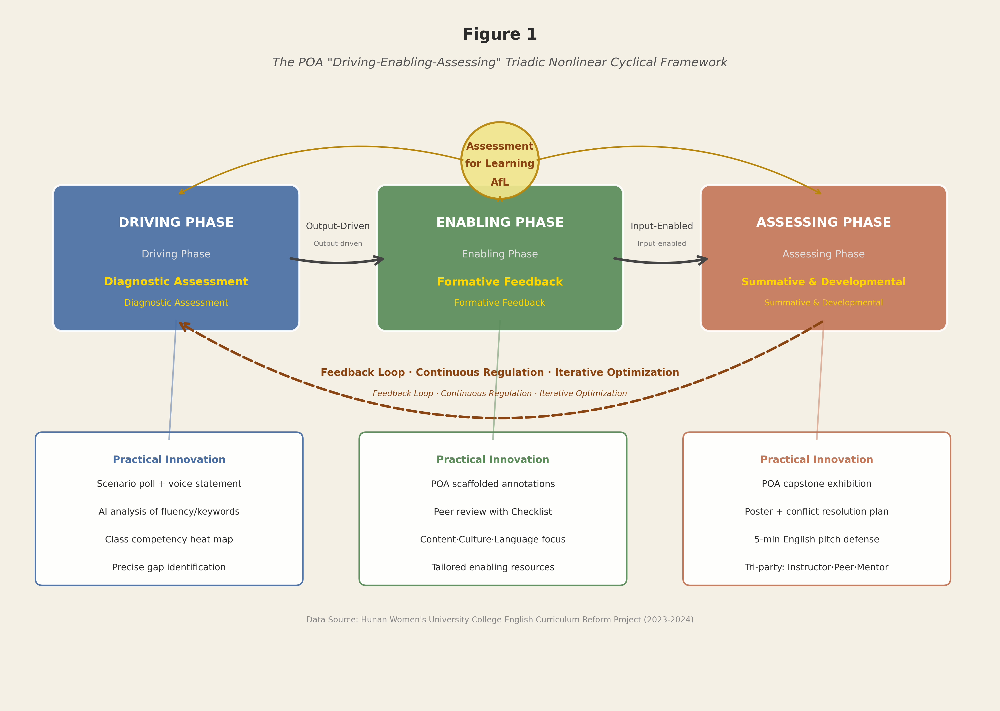 Figure 1
The POA "Driving-Enabling-Assessing" Triadic Nonlinear Cyclical Framework
Assessment
for Learning
AfL
DRIVING PHASE
Driving Phase
Diagnostic Assessment
Diagnostic Assessment
Output-Driven
Output-driven
ENABLING PHASE
Enabling Phase
Formative Feedback
Formative Feedback
Input-Enabled
Input-enabled
ASSESSING PHASE
Assessing Phase
Summative & Developmental
Summative & Developmental
Feedback Loop · Continuous Regulation · Iterative Optimization
Feedback Loop · Continuous Regulation · Iterative Optimization
Practical Innovation
Scenario poll + voice statement
AI analysis of fluency/keywords
Class competency heat map
Precise gap identification
Practical Innovation
POA scaffolded annotations
Peer review with Checklist
Content·Culture·Language focus
Tailored enabling resources
Practical Innovation
POA capstone exhibition
Poster + conflict resolution plan
5-min English pitch defense
Tri-party: Instructor·Peer·Mentor
Data Source: Hunan Women's University College English Curriculum Reform Project (2023-2024)